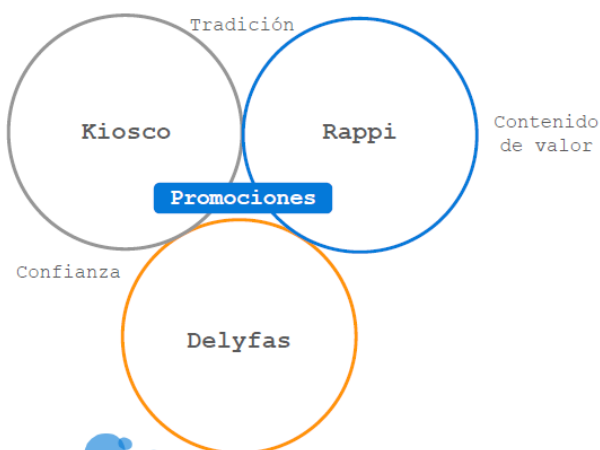 Tradición
Kiosco
Rappi
Contenido
de valor
Promociones
Confianza
Delyfas